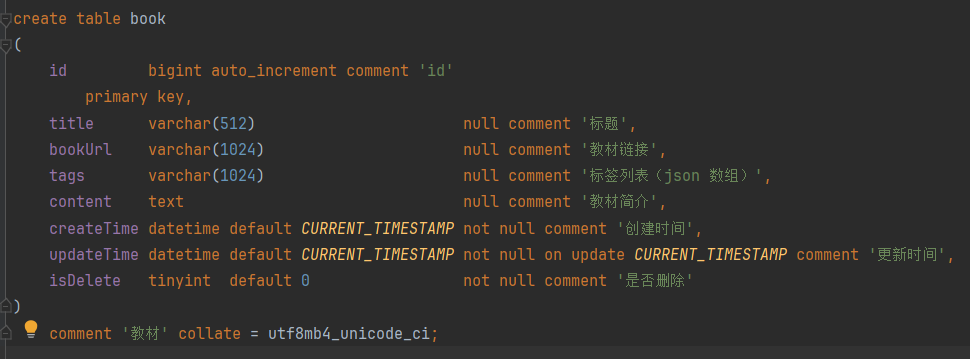 create table book
(
    id         bigint auto_increment comment 'id'
        primary key,
    title      varchar(512)                       null comment '标题',
    bookUrl    varchar(1024)                      null comment '教材链接',
    tags       varchar(1024)                      null comment '标签列表（json 数组）',
    content    text                               null comment '教材简介',
    createTime datetime default CURRENT_TIMESTAMP not null comment '创建时间',
    updateTime datetime default CURRENT_TIMESTAMP not null on update CURRENT_TIMESTAMP comment '更新时间',
    isDelete   tinyint  default 0                 not null comment '是否删除'
)
    comment '教材' collate = utf8mb4_unicode_ci;